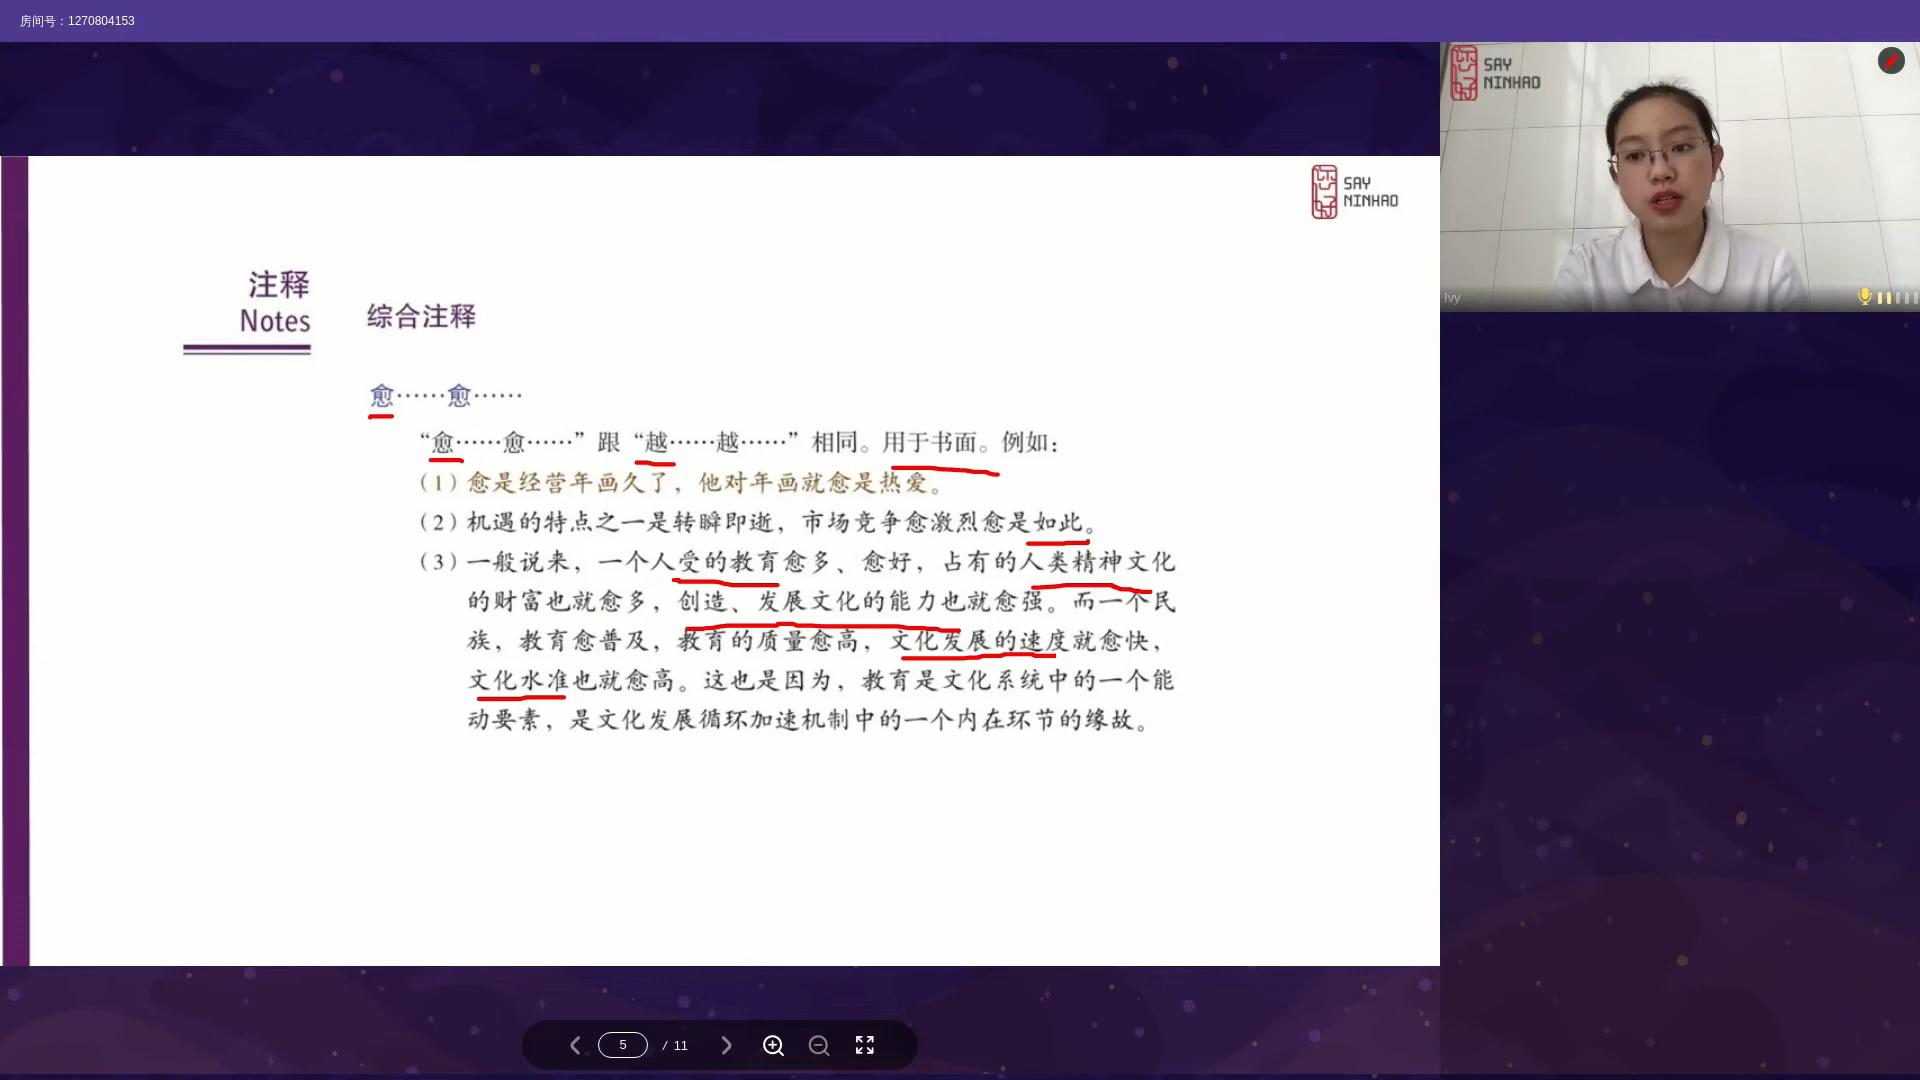 房间号：1270804153
SAY
NINHAO
SAY
NINHAO
Ivy
注释
Notes
综合注释
愈……愈……
“愈……愈……”跟“越……越……”相同。用于书面。例如：
（1）愈是经营年画久了，他对年画就愈是热爱。
（2）机遇的特点之一是转瞬即逝，市场竞争愈激烈愈是如此。
（3）一般说来，一个人受的教育愈多、愈好，占有的人类精神文化
的财富也就愈多，创造、发展文化的能力也就愈强。而一个民
族，教育愈普及，教育的质量愈高，文化发展的速度就愈快，
文化水准也就愈高。这也是因为，教育是文化系统中的一个能
动要素，是文化发展循环加速机制中的一个内在环节的缘故。
5 / 11